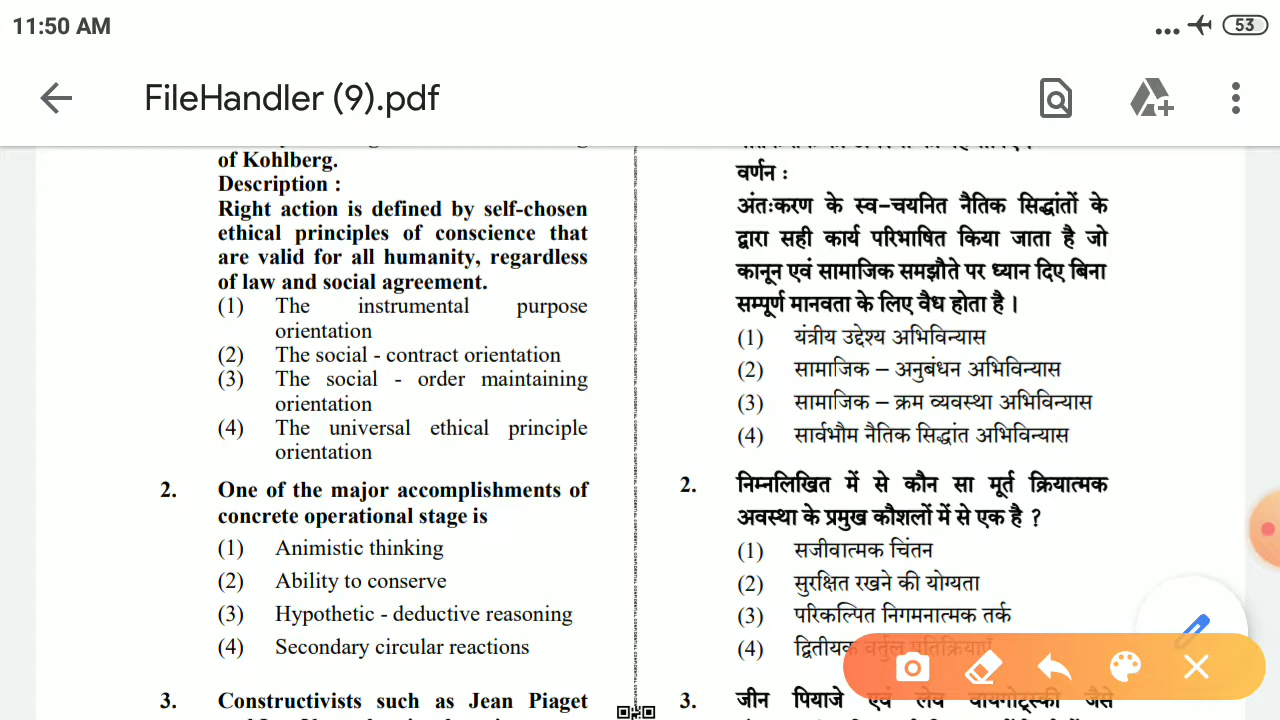 11:50 AM
53
FileHandler (9).pdf
of Kohlberg.
Description :
Right action is defined by self-chosen
ethical principles of conscience that
are valid for all humanity, regardless
of law and social agreement.
(1) The instrumental purpose
orientation
(2) The social - contract orientation
(3) The social - order maintaining
orientation
(4) The universal ethical principle
orientation
2. One of the major accomplishments of
concrete operational stage is
(1) Animistic thinking
(2) Ability to conserve
(3) Hypothetic - deductive reasoning
(4) Secondary circular reactions
3. Constructivists such as Jean Piaget
वर्णन :
अंतःकरण के स्व-चयनित नैतिक सिद्धांतों के
द्वारा सही कार्य परिभाषित किया जाता है जो
कानून एवं सामाजिक समझौते पर ध्यान दिए बिना
सम्पूर्ण मानवता के लिए वैध होता है ।
(1) यंत्रीय उद्देश्य अभिविन्यास
(2) सामाजिक – अनुबंधन अभिविन्यास
(3) सामाजिक – क्रम व्यवस्था अभिविन्यास
(4) सार्वभौम नैतिक सिद्धांत अभिविन्यास
2. निम्नलिखित में से कौन सा मूर्त क्रियात्मक
अवस्था के प्रमुख कौशलों में से एक है ?
(1) सजीवात्मक चिंतन
(2) सुरक्षित रखने की योग्यता
(3) परिकल्पित निगमनात्मक तर्क
(4) द्वितीयक वर्तुल प्रतिक्रियाएँ
3. जीन पियाजे एवं लेव वायगोट्स्की जैसे